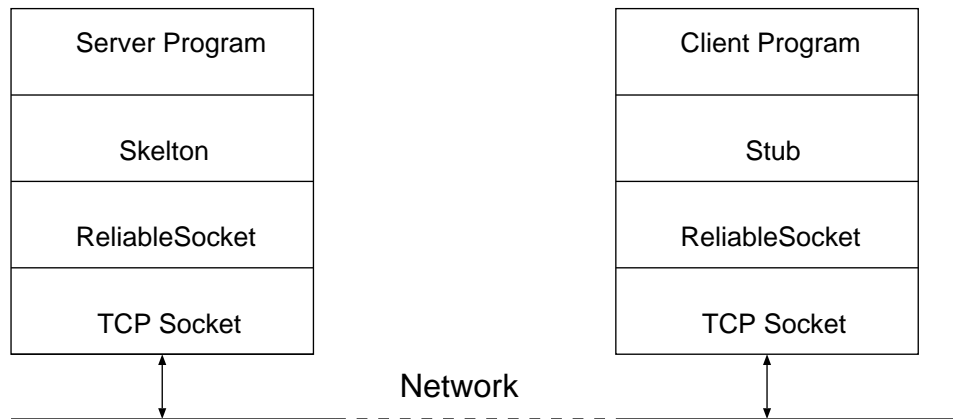 Server Program
Skelton
ReliableSocket
TCP Socket
Client Program
Stub
ReliableSocket
TCP Socket
Network